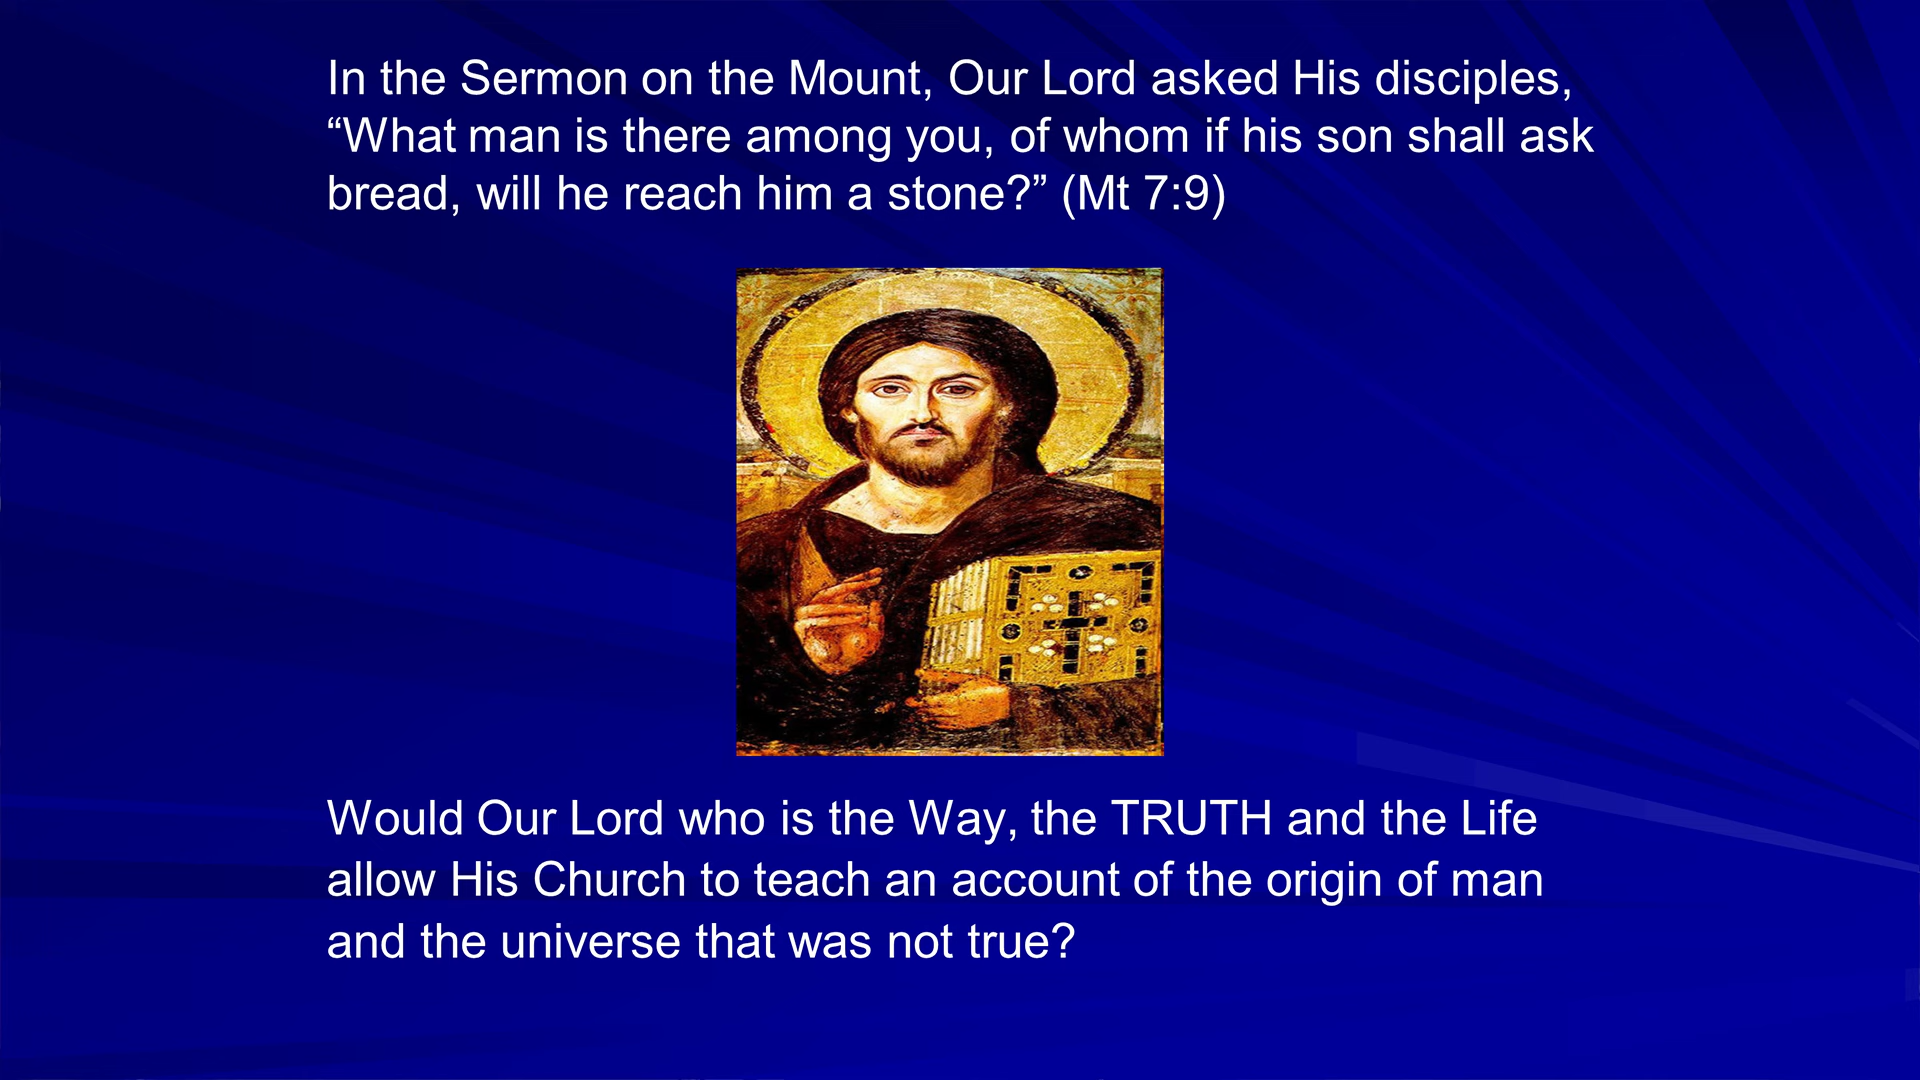 In the Sermon on the Mount, Our Lord asked His disciples,
“What man is there among you, of whom if his son shall ask
bread, will he reach him a stone?” (Mt 7:9)
Would Our Lord who is the Way, the TRUTH and the Life
allow His Church to teach an account of the origin of man
and the universe that was not true?